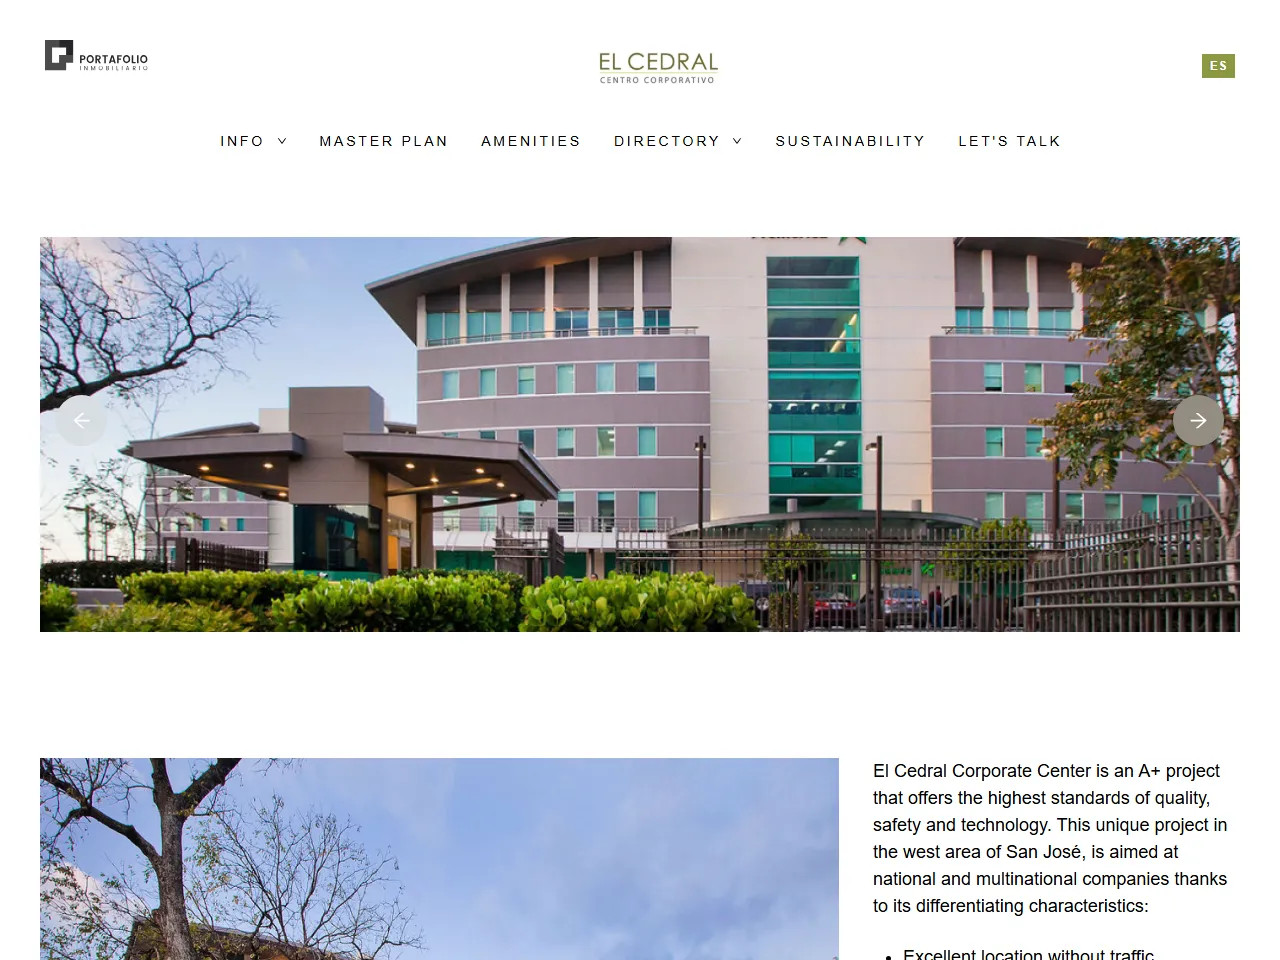 PORTAFOLIO
INMOBILIARIO
EL CEDRAL
CENTRO CORPORATIVO
ES
INFO
MASTER PLAN
AMENITIES
DIRECTORY
SUSTAINABILITY
LET'S TALK
El Cedral Corporate Center is an A+ project
that offers the highest standards of quality,
safety and technology. This unique project in
the west area of San José, is aimed at
national and multinational companies thanks
to its differentiating characteristics:
• Excellent location without traffic